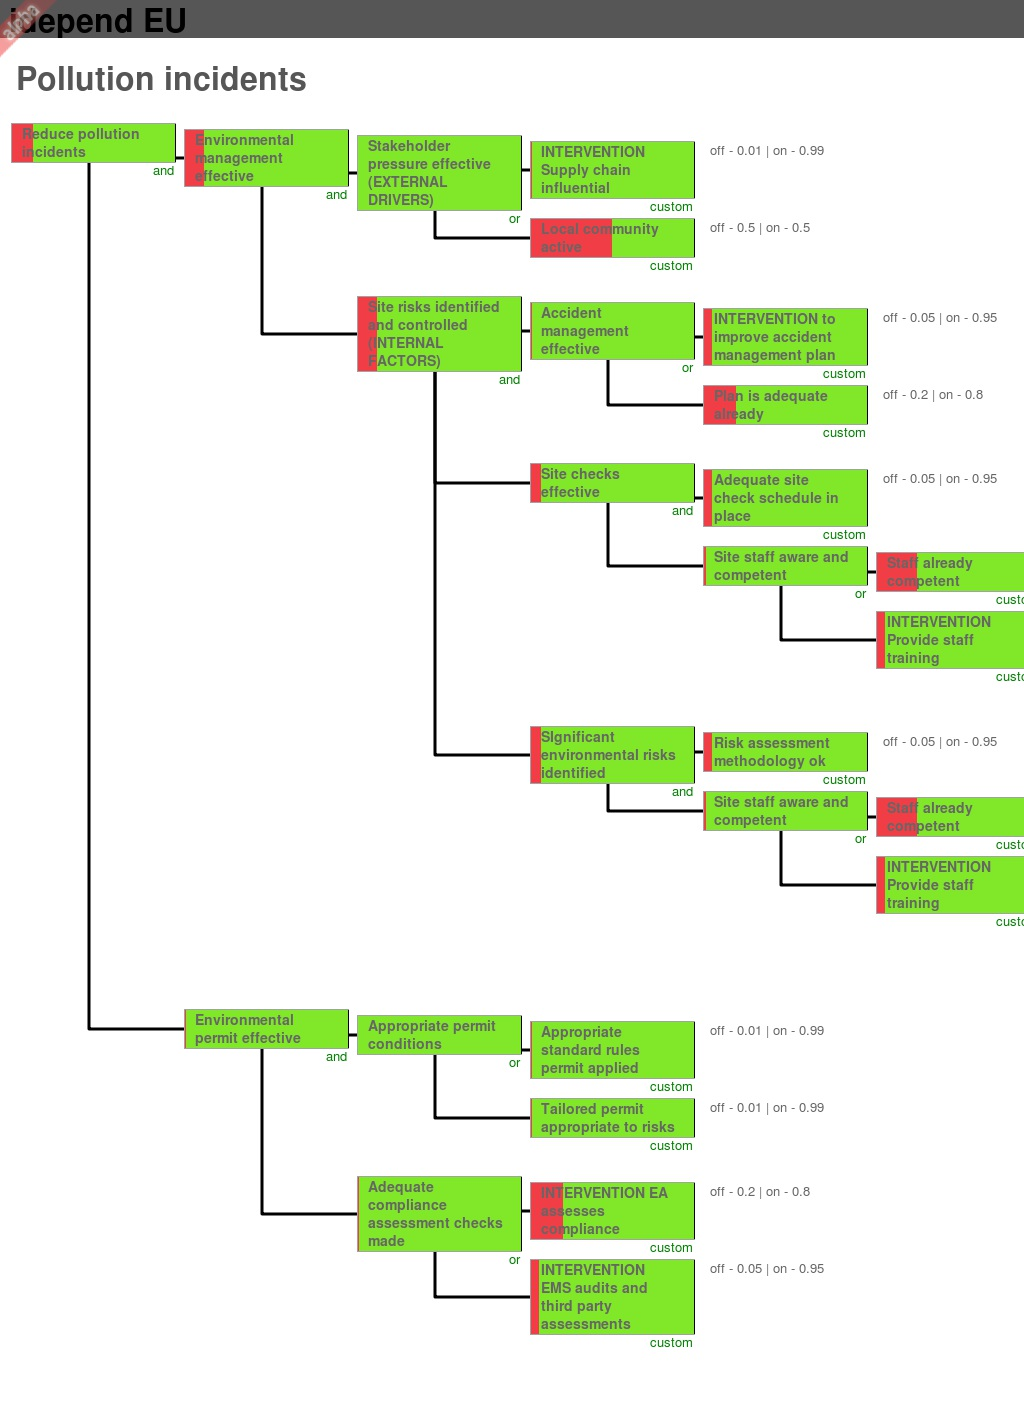 alpha
idepend EU
Pollution incidents
Reduce pollution
incidents
and
Environmental
management
effective
and
Stakeholder
pressure effective
(EXTERNAL
DRIVERS)
or
INTERVENTION
Supply chain
influential
custom
off - 0.01 | on - 0.99
Local community
active
custom
off - 0.5 | on - 0.5
Site risks identified
and controlled
(INTERNAL
FACTORS)
and
Accident
management
effective
or
INTERVENTION to
improve accident
management plan
custom
off - 0.05 | on - 0.95
Plan is adequate
already
custom
off - 0.2 | on - 0.8
Site checks
effective
and
Adequate site
check schedule in
place
custom
off - 0.05 | on - 0.95
Site staff aware and
competent
or
Staff already
competent
custo
INTERVENTION
Provide staff
training
custo
SIgnificant
environmental risks
identified
and
Risk assessment
methodology ok
custom
off - 0.05 | on - 0.95
Site staff aware and
competent
or
Staff already
competent
custo
INTERVENTION
Provide staff
training
custo
Environmental
permit effective
and
Appropriate permit
conditions
or
Appropriate
standard rules
permit applied
custom
off - 0.01 | on - 0.99
Tailored permit
appropriate to risks
custom
off - 0.01 | on - 0.99
Adequate
compliance
assessment checks
made
or
INTERVENTION EA
assesses
compliance
custom
off - 0.2 | on - 0.8
INTERVENTION
EMS audits and
third party
assessments
custom
off - 0.05 | on - 0.95